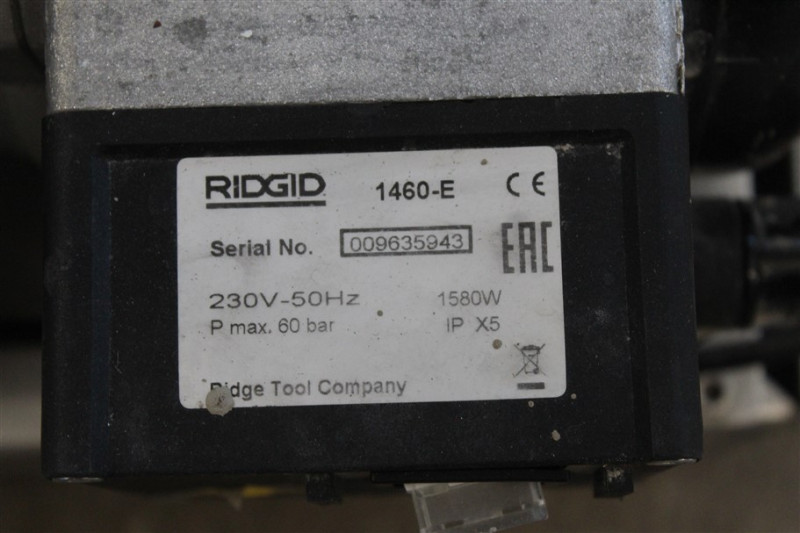 RIDGID 1460-E CE
Serial No. 009635943 EAC
230V-50Hz 1580W
P max. 60 bar IP X5
Ridge Tool Company